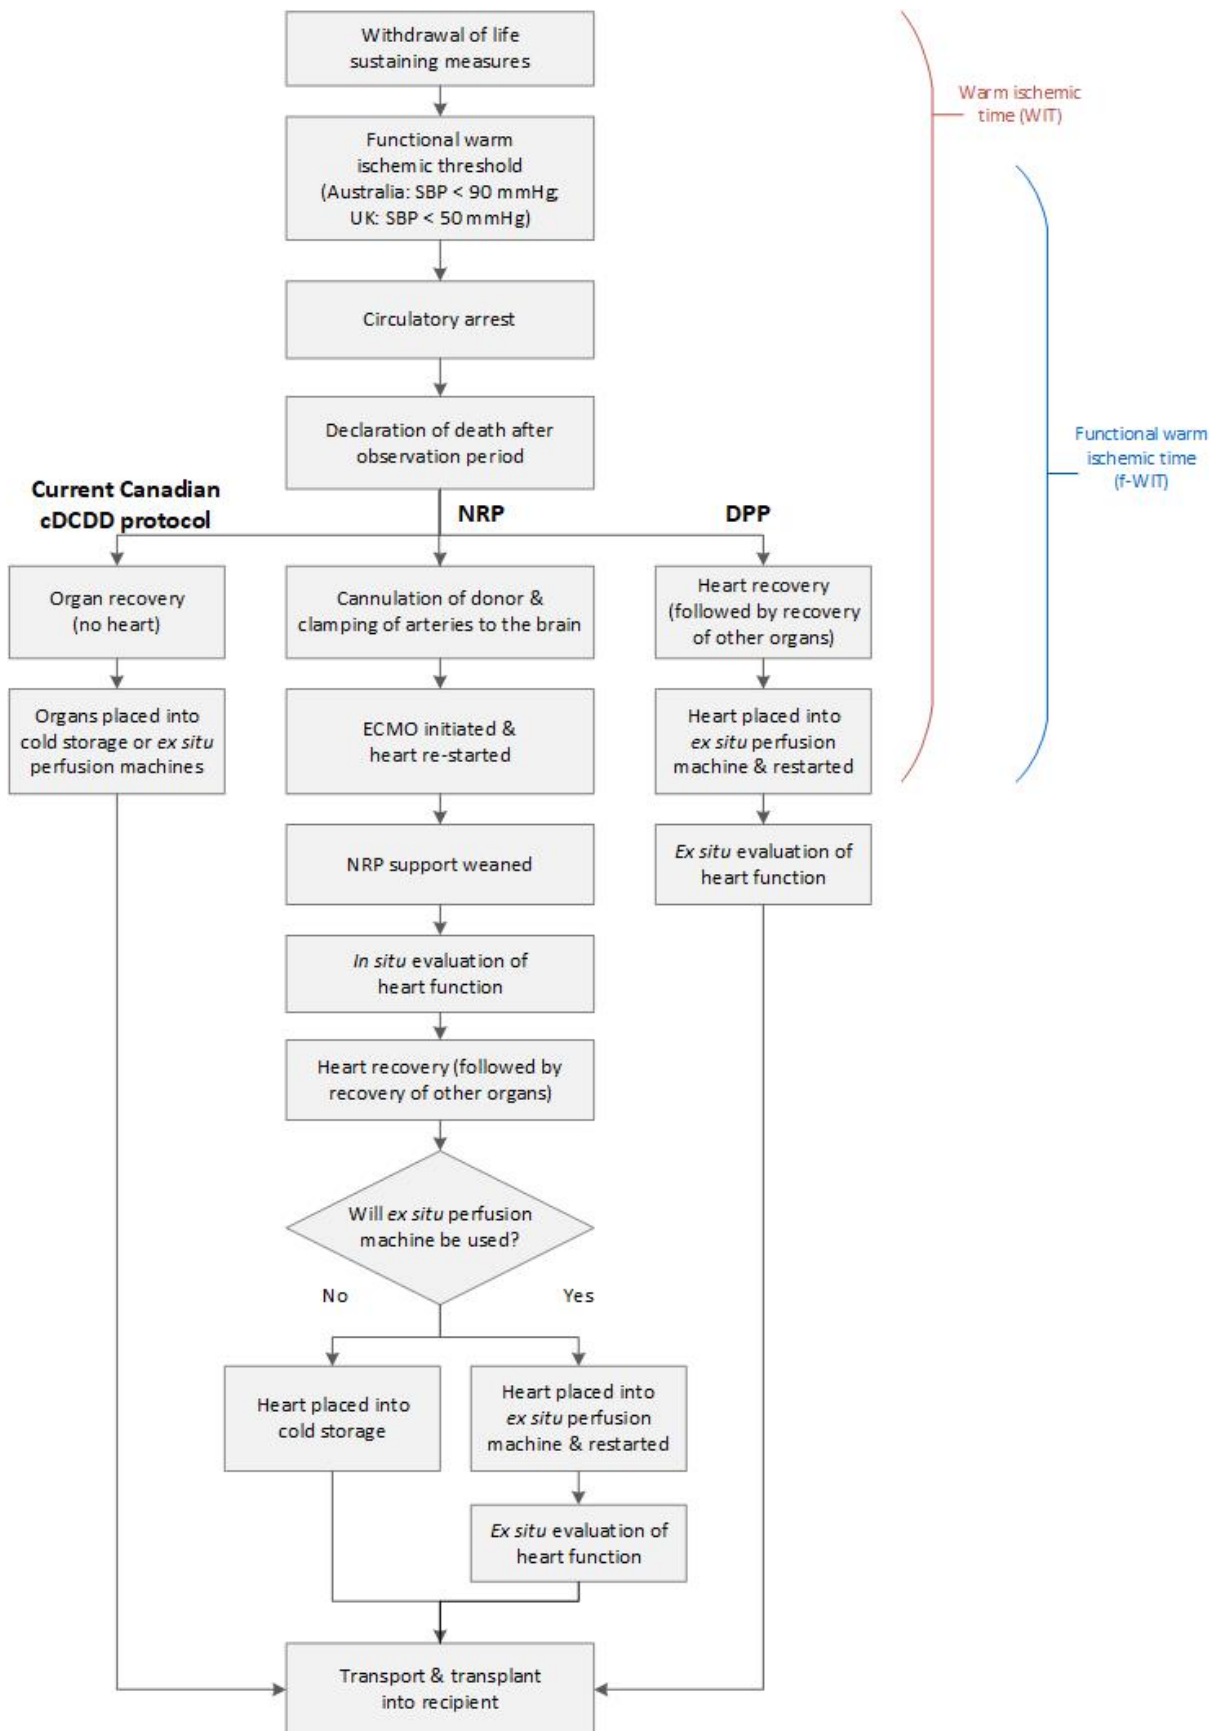 Withdrawal of life
sustaining measures
Warm ischemic
time (WIT)
Functional warm
ischemic threshold
(Australia: SBP < 90 mmHg;
UK: SBP < 50 mmHg)
Circulatory arrest
Declaration of death after
observation period
Functional warm
ischemic time
(f-WIT)
Current Canadian
cDCDD protocol
NRP
DPP
Organ recovery
(no heart)
Cannulation of donor &
clamping of arteries to the brain
Heart recovery
(followed by recovery
of other organs)
Organs placed into
cold storage or ex situ
perfusion machines
ECMO initiated &
heart re-started
Heart placed into
ex situ perfusion
machine & restarted
NRP support weaned
Ex situ evaluation of
heart function
In situ evaluation of
heart function
Heart recovery (followed by
recovery of other organs)
Will ex situ perfusion
machine be used?
No
Yes
Heart placed into
cold storage
Heart placed into
ex situ perfusion
machine & restarted
Ex situ evaluation of
heart function
Transport & transplant
into recipient